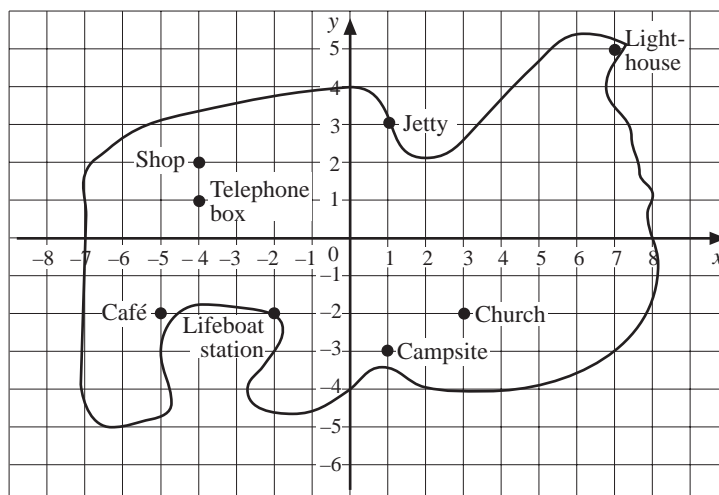 y
5
Light-
house
4
3
Jetty
Shop
2
Telephone
box
1
–8 –7 –6 –5 –4 –3 –2 –1 0 1 2 3 4 5 6 7 8 x
–1
Café
–2
Church
Lifeboat
station
–3
Campsite
–4
–5
–6